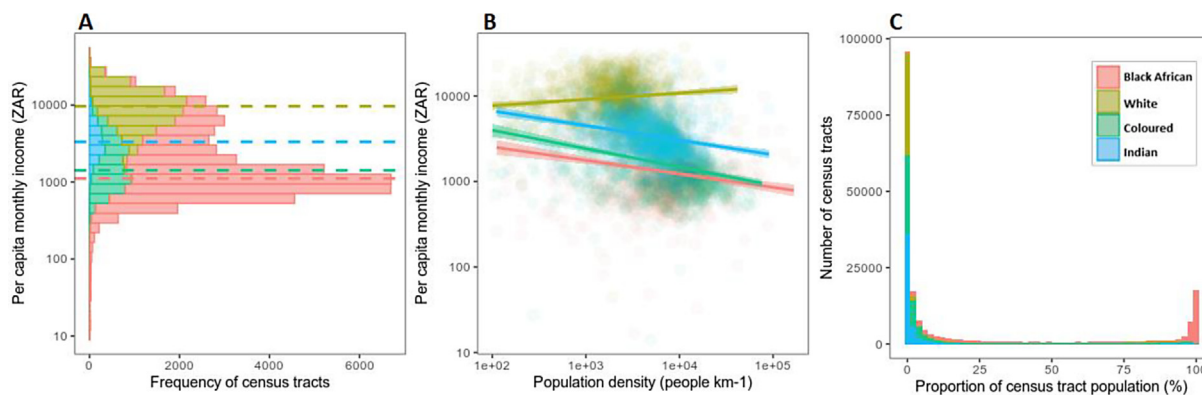 A
Per capita monthly income (ZAR)
10000
1000
100
10
0
2000
4000
6000
Frequency of census tracts
B
Per capita monthly income (ZAR)
10000
1000
100
10
1e+02
1e+03
1e+04
1e+05
Population density (people km-1)
C
Number of census tracts
100000
75000
50000
25000
0
Black African
White
Coloured
Indian
0
25
50
75
100
Proportion of census tract population (%)